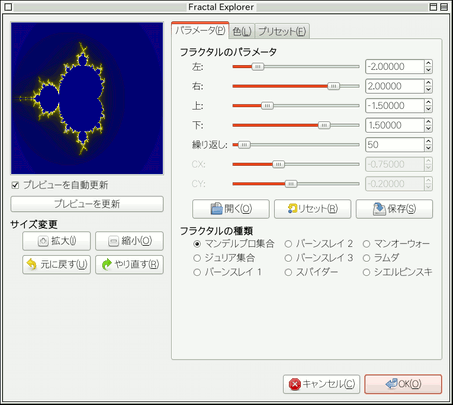 Fractal Explorer
パラメータ(P) 色(L) プリセット(F)
フラクタルのパラメータ
左: -2.00000
右: 2.00000
上: -1.50000
下: 1.50000
繰り返し: 50
CX: -0.75000
CY: -0.20000
開く(O) リセット(R) 保存(S)
フラクタルの種類
マンデルブロ集合 バーンスレイ 2 マンオーウォー
ジュリア集合 バーンスレイ 3 ラムダ
バーンスレイ 1 スパイダー シエルピンスキ
プレビューを自動更新
プレビューを更新
サイズ変更
拡大(I) 縮小(O)
元に戻す(U) やり直す(R)
キャンセル(C) OK(O)